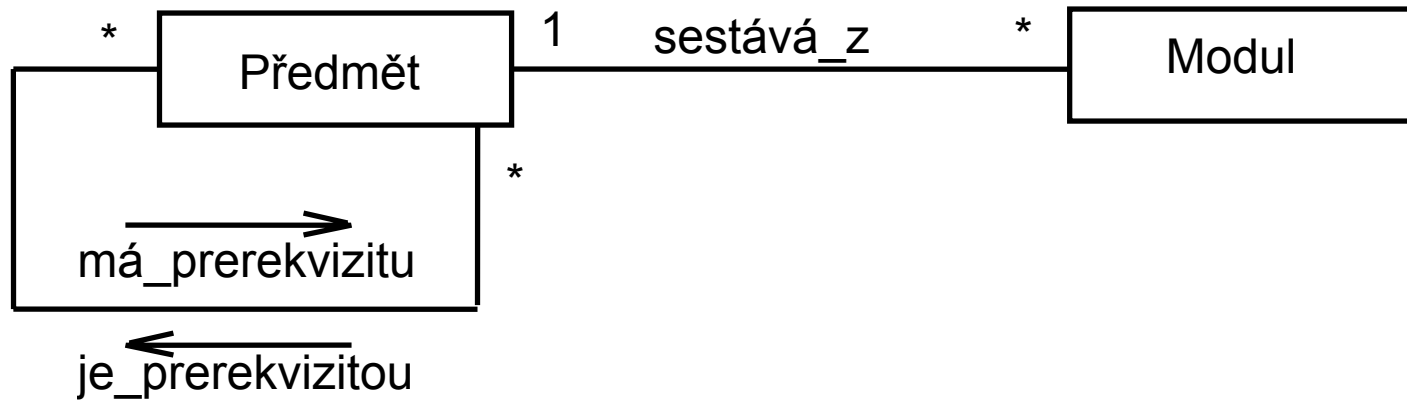 * Předmět 1 sestává_z * Modul
*
má_prerekvizitu
je_prerekvizitou